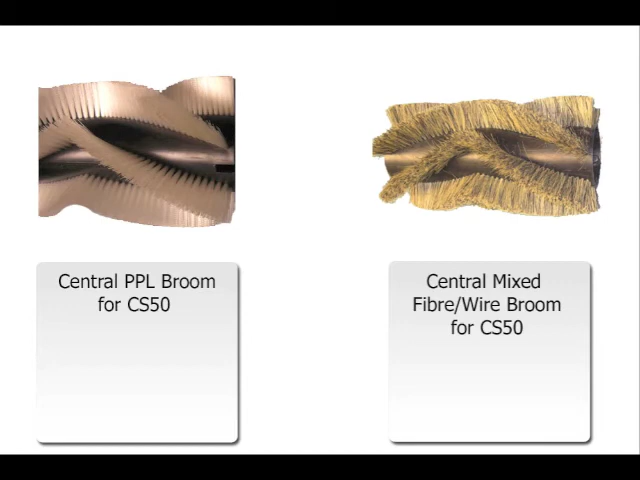 Central PPL Broom
for CS50
Central Mixed
Fibre/Wire Broom
for CS50